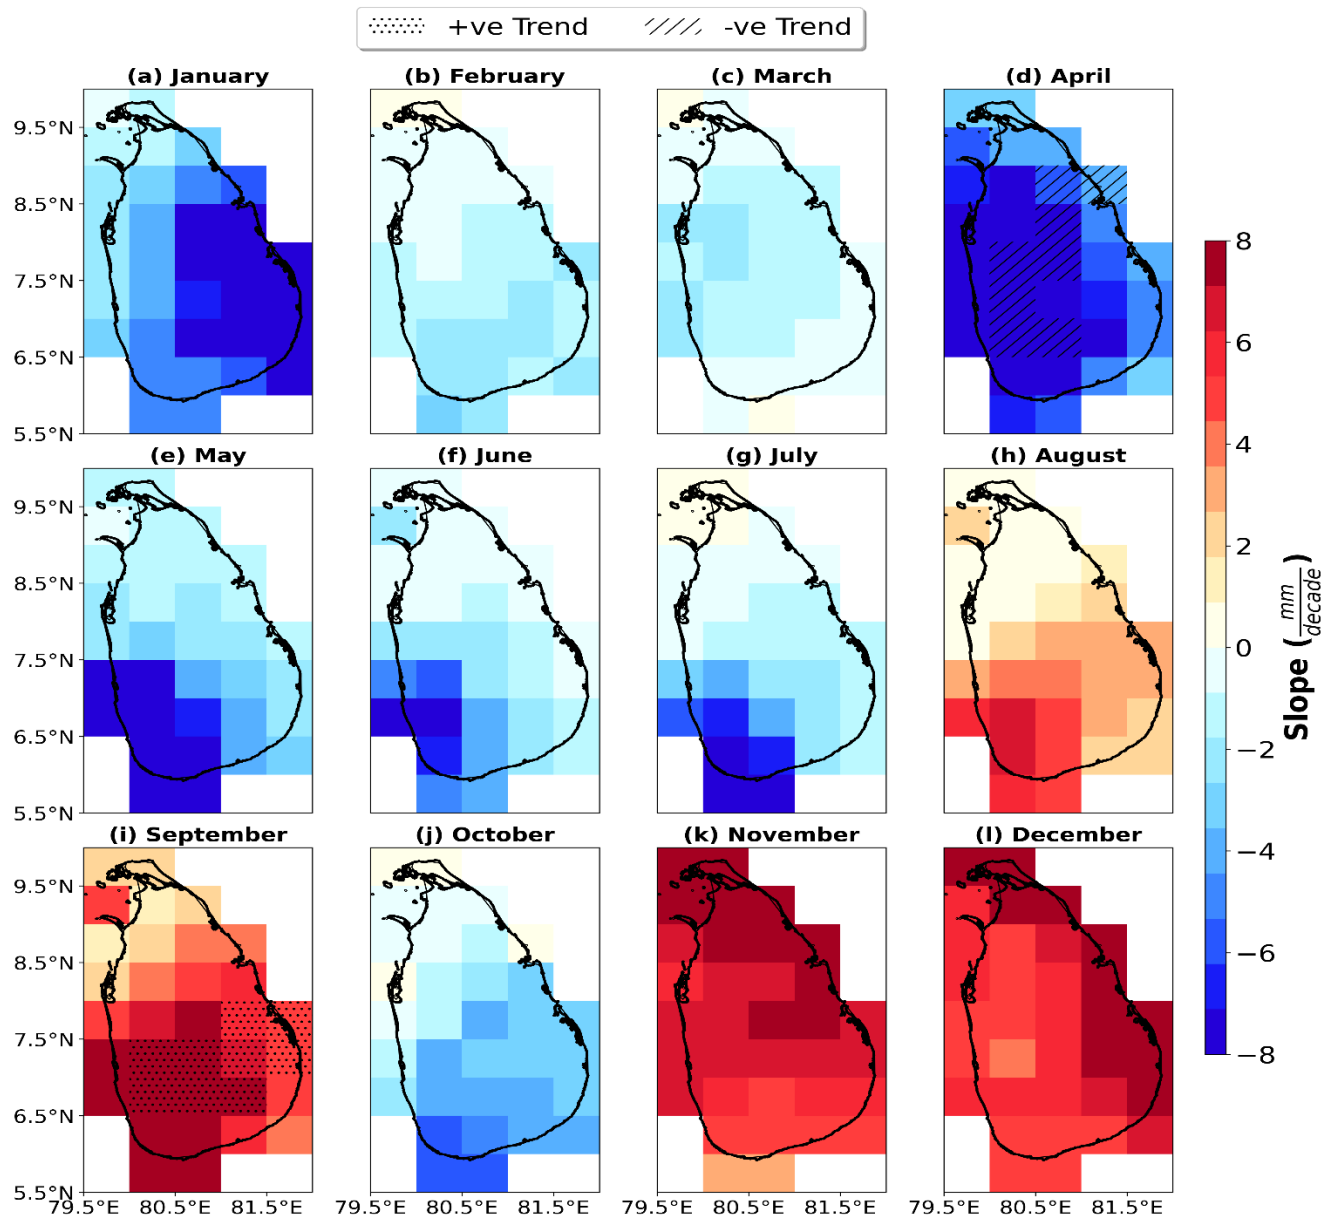 +ve Trend -ve Trend
(a) January (b) February (c) March (d) April
9.5°N
8.5°N
7.5°N
6.5°N
5.5°N
(e) May (f) June (g) July (h) August
9.5°N
8.5°N
7.5°N
6.5°N
5.5°N
(i) September (j) October (k) November (l) December
9.5°N
8.5°N
7.5°N
6.5°N
5.5°N
79.5°E 80.5°E 81.5°E 79.5°E 80.5°E 81.5°E 79.5°E 80.5°E 81.5°E 79.5°E 80.5°E 81.5°E
8
6
4
2
0
−2
−4
−6
−8
Slope (mm/decade)